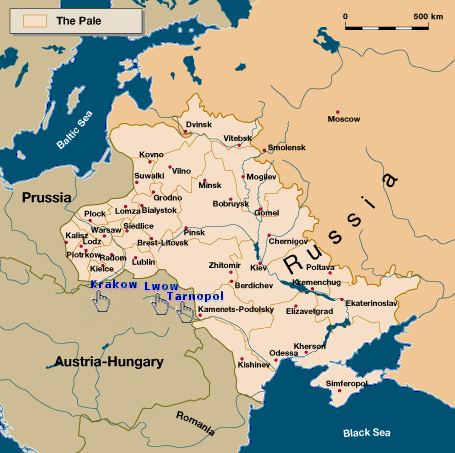 The Pale
0 500 km
Baltic Sea
Moscow
Dvinsk
Vitebsk
Smolensk
Kovno
Vilno
Suwalki
Minsk
Mogilev
Prussia
Grodno
Lomza
Bialystok
Bobruysk
Gomel
Plock
Siedlice
Kalisz
Warsaw
Pinsk
Chernigov
Lodz
Brest-Litovsk
Piotrkow
Radom
Lublin
Kielce
Zhitomir
Kiev
Russia
Poltava
Berdichev
Kremenchug
Krakow
Lwow
Tarnopol
Ekaterinoslav
Kamenets-Podolsky
Elizavetgrad
Kherson
Austria-Hungary
Kishinev
Odessa
Simferopol
Romania
Black Sea